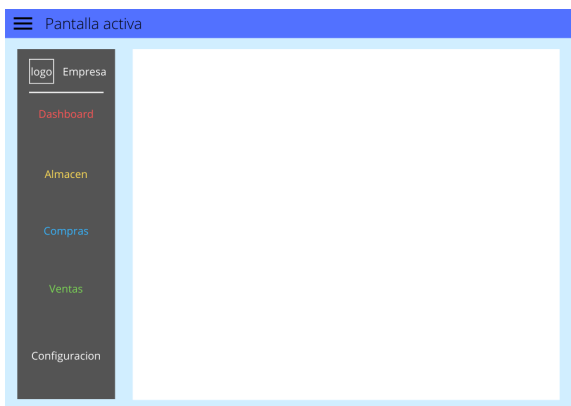 Pantalla activa
logo Empresa
Dashboard
Almacen
Compras
Ventas
Configuracion